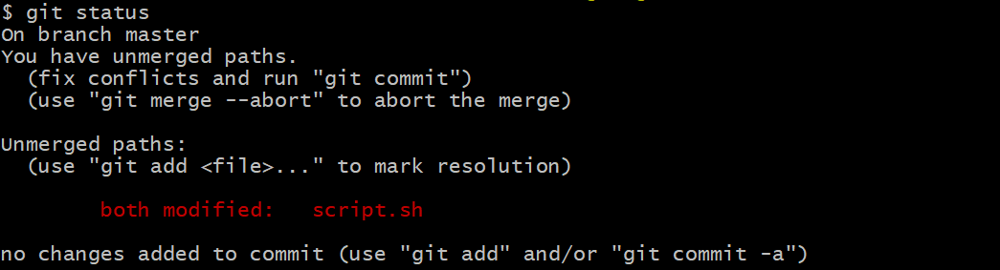 $ git status
On branch master
You have unmerged paths.
  (fix conflicts and run "git commit")
  (use "git merge --abort" to abort the merge)

Unmerged paths:
  (use "git add <file>..." to mark resolution)

        both modified:   script.sh

no changes added to commit (use "git add" and/or "git commit -a")